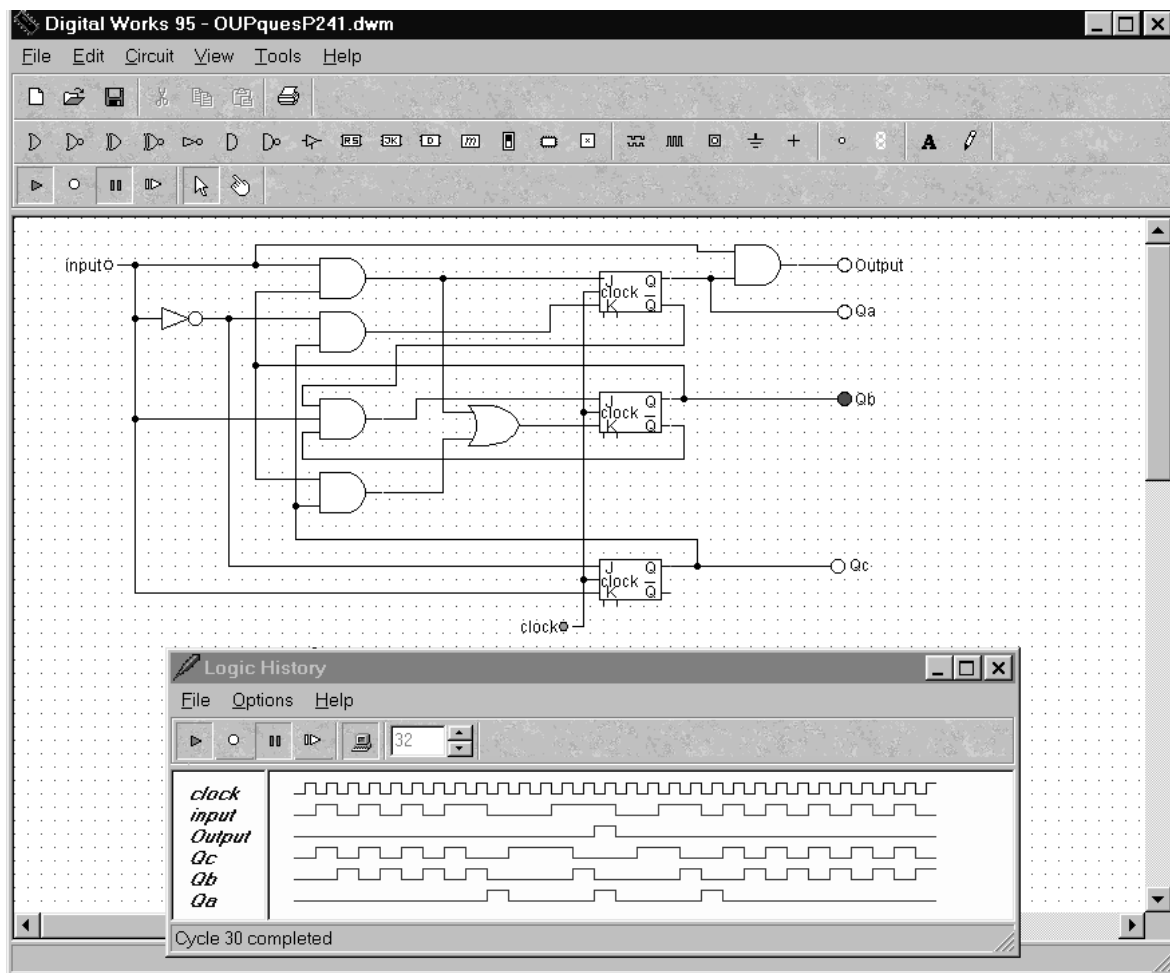 Digital Works 95 - OUPquesP241.dwm
File Edit Circuit View Tools Help
RS JK D m
A
input
J Q
clock
K Q̅
Output
Qa
J Q
clock
K Q̅
Qb
J Q
clock
K Q̅
Qc
clock
Logic History
File Options Help
32
clock
input
Output
Qc
Qb
Qa
Cycle 30 completed